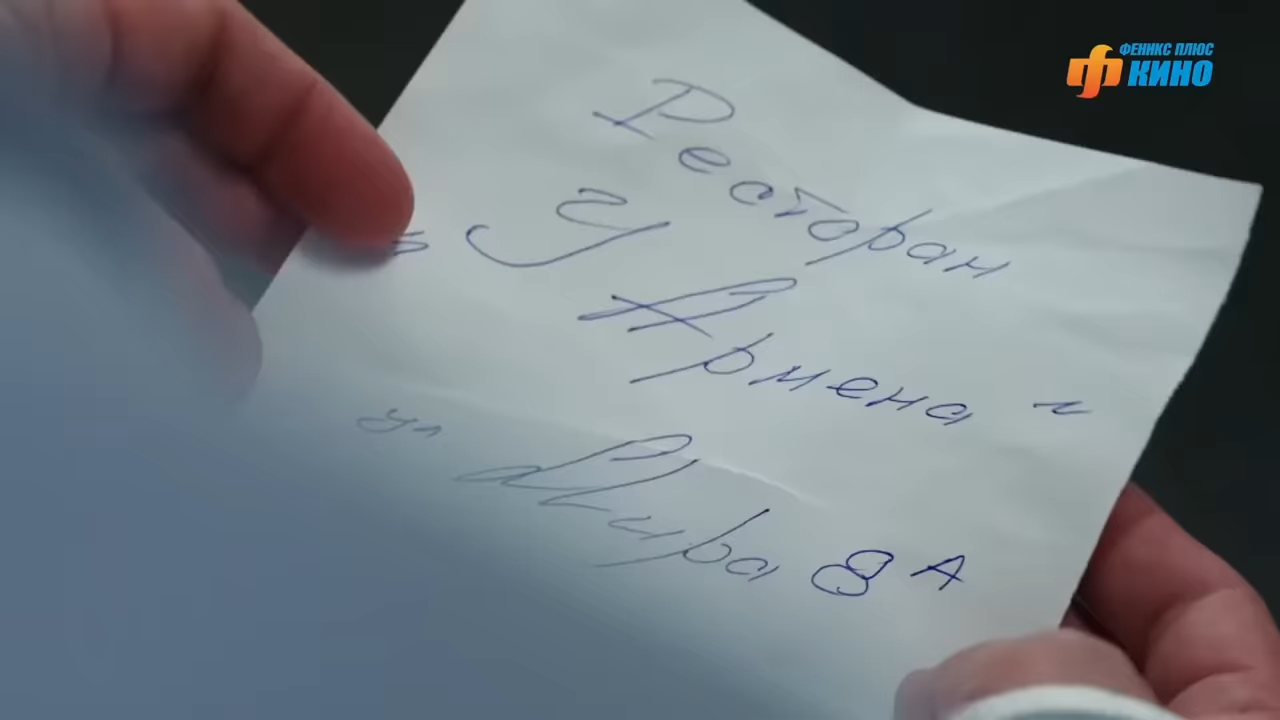 ФЕНИКС ПЛЮС
КИНО
Ресторан
"У Армена"
ул Мира 8А